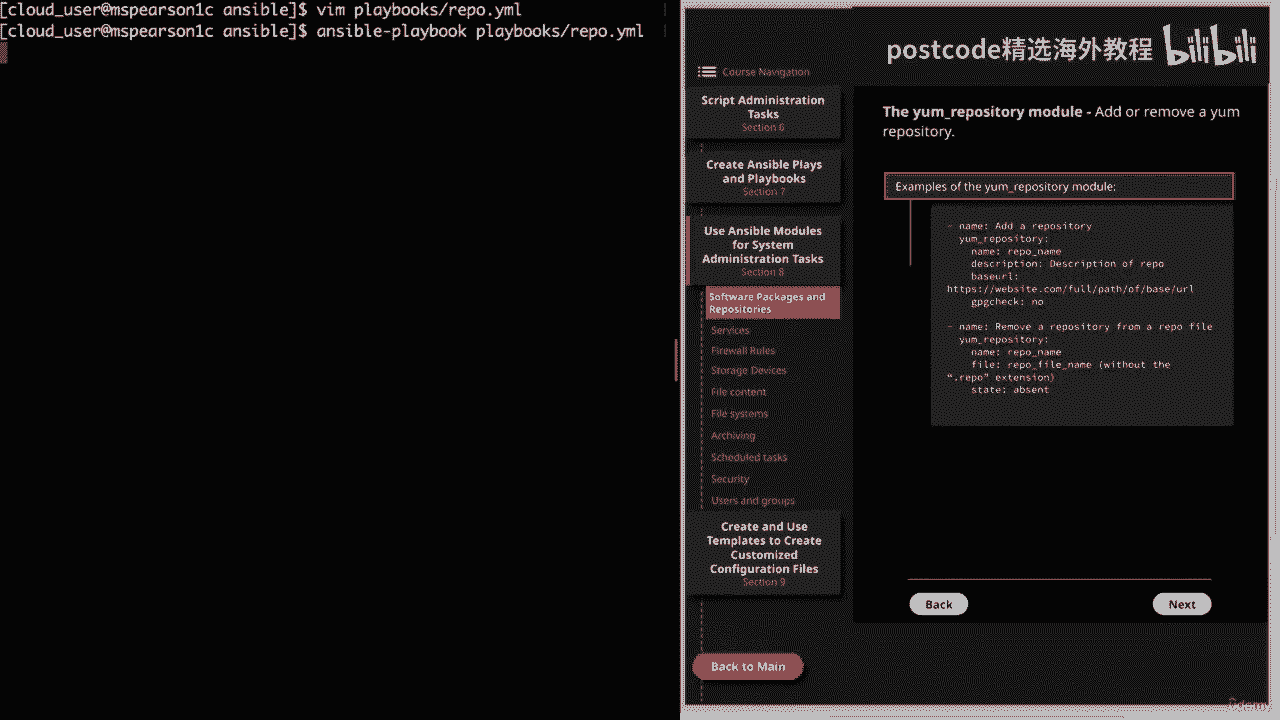 [cloud_user@mspearson1c ansible]$ vim playbooks/repo.yml
[cloud_user@mspearson1c ansible]$ ansible-playbook playbooks/repo.yml
postcode精选海外教程 bilibili
Course Navigation
Script Administration
Tasks
Section 6
Create Ansible Plays
and Playbooks
Section 7
Use Ansible Modules
for System
Administration Tasks
Section 8
Software Packages and
Repositories
Services
Firewall Rules
Storage Devices
File content
File systems
Archiving
Scheduled tasks
Security
Users and groups
Create and Use
Templates to Create
Customized
Configuration Files
Section 9
Back to Main
The yum_repository module - Add or remove a yum
repository.
Examples of the yum_repository module:
- name: Add a repository
yum_repository:
name: repo_name
description: Description of repo
baseurl:
https://website.com/full/path/of/base/url
gpgcheck: no
- name: Remove a repository from a repo file
yum_repository:
name: repo_name
file: repo_file_name (without the
“.repo” extension)
state: absent
Back
Next
Udemy